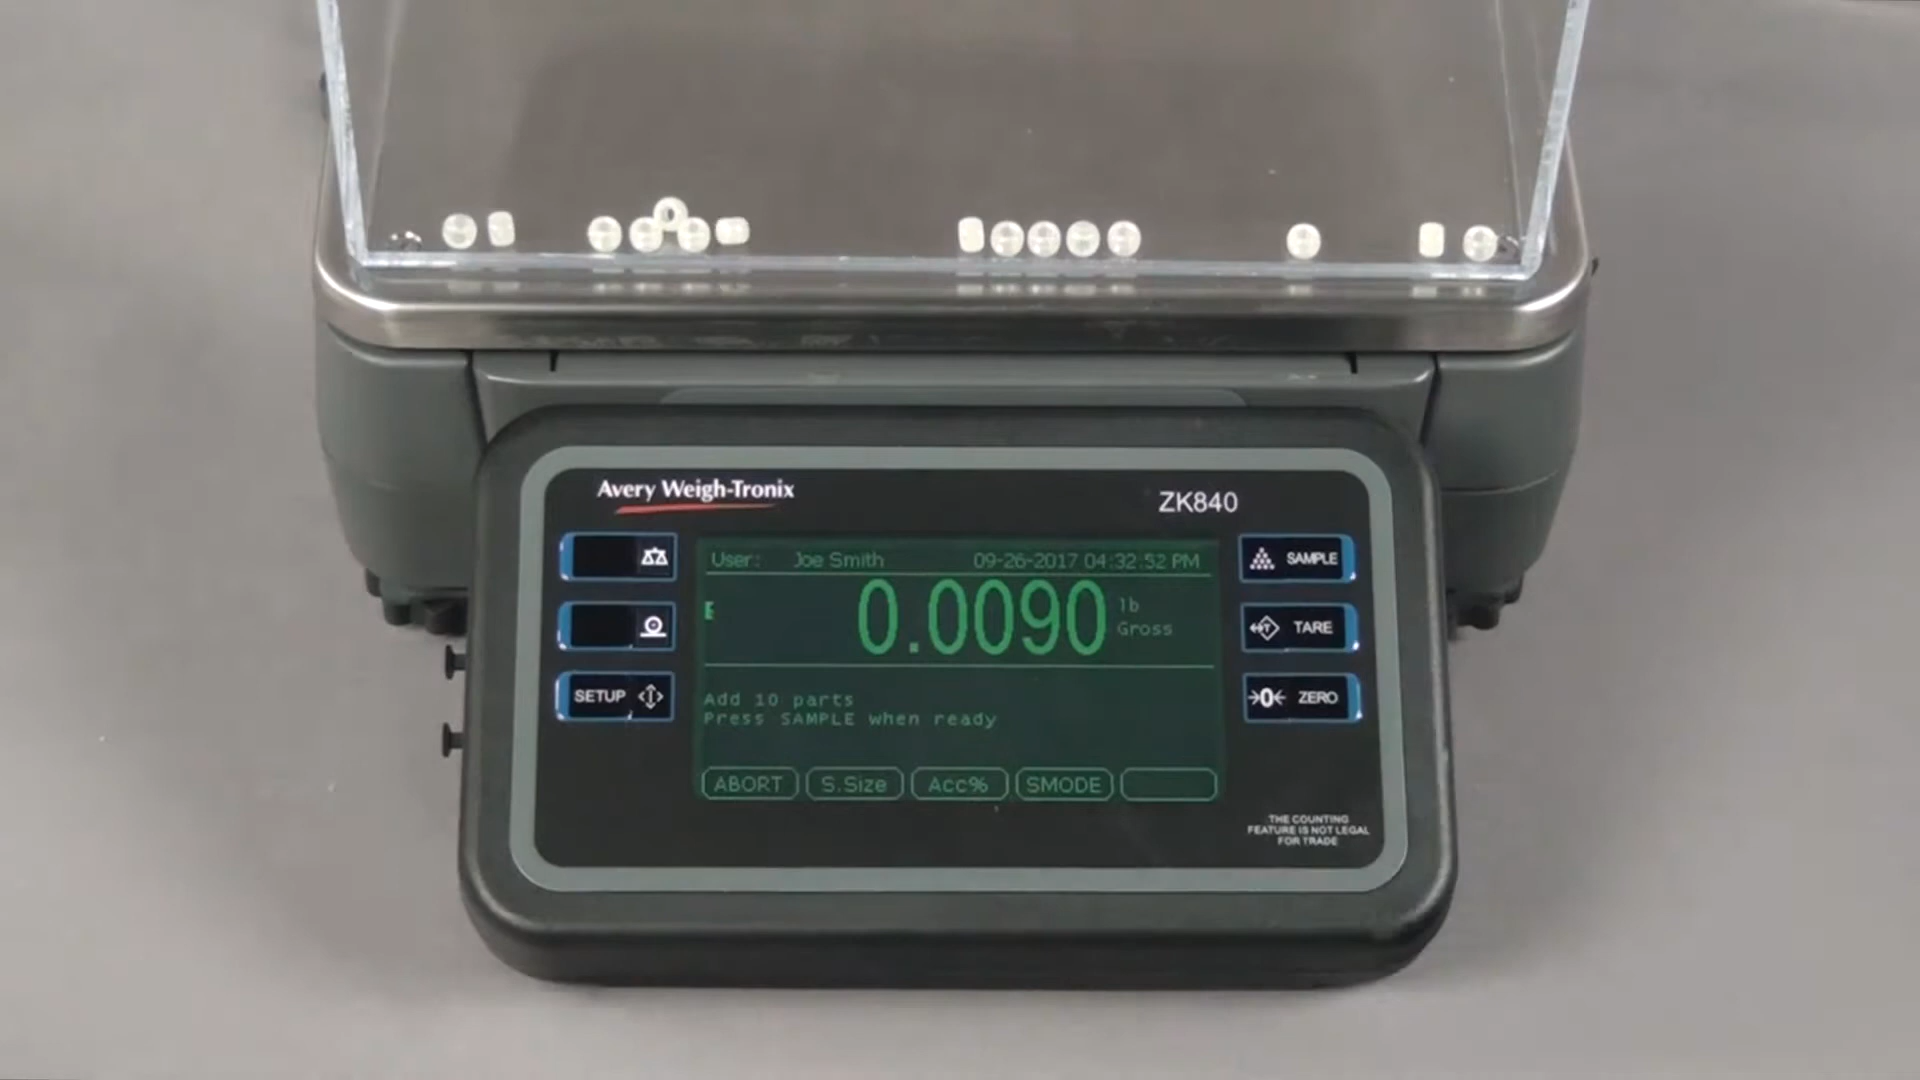 Avery Weigh-Tronix
ZK840
User: Joe Smith 09-26-2017 04:32:52 PM
0.0090 lb
Gross
Add 10 parts
Press SAMPLE when ready
ABORT S.Size Acc% SMODE
SETUP
SAMPLE
TARE
→0← ZERO
THE COUNTING
FEATURE IS NOT LEGAL
FOR TRADE